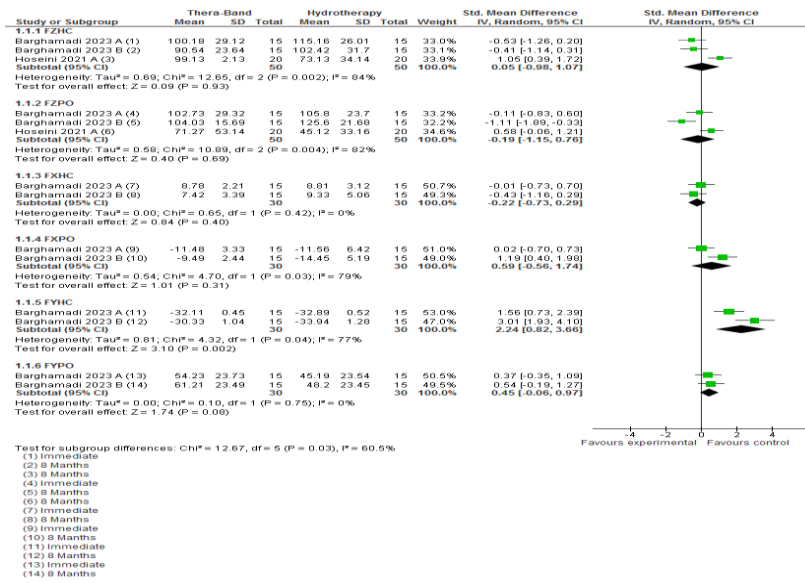 Thera-Band Hydrotherapy Std. Mean Difference Std. Mean Difference
Study or Subgroup Mean SD Total Mean SD Total Weight IV, Random, 95% CI IV, Random, 95% CI
1.1.1 FZHC
Barghamadi 2023 A (1) 100.18 29.12 15 115.16 26.01 15 33.0% -0.53 [-1.26, 0.20]
Barghamadi 2023 B (2) 90.54 23.64 15 102.42 31.7 15 33.2% -0.41 [-1.14, 0.31]
Hoseini 2021 A (3) 99.13 2.13 20 73.13 34.14 20 33.9% 1.05 [0.39, 1.72]
Subtotal (95% CI) 50 50 100.0% 0.05 [-0.98, 1.07]
Heterogeneity: Tau² = 0.69; Chi² = 12.65, df = 2 (P = 0.002); I² = 84%
Test for overall effect: Z = 0.09 (P = 0.93)
1.1.2 FZPO
Barghamadi 2023 A (4) 102.73 29.32 15 105.8 23.7 15 33.2% -0.11 [-0.83, 0.60]
Barghamadi 2023 B (5) 104.03 15.69 15 125.6 21.68 15 32.2% -1.11 [-1.89, -0.33]
Hoseini 2021 A (6) 71.27 53.14 20 45.12 33.16 20 34.6% 0.58 [-0.06, 1.21]
Subtotal (95% CI) 50 50 100.0% -0.19 [-1.15, 0.76]
Heterogeneity: Tau² = 0.58; Chi² = 10.89, df = 2 (P = 0.004); I² = 82%
Test for overall effect: Z = 0.40 (P = 0.69)
1.1.3 FXHC
Barghamadi 2023 A (7) 8.78 2.21 15 8.81 3.12 15 50.7% -0.01 [-0.73, 0.70]
Barghamadi 2023 B (8) 7.42 3.39 15 9.33 5.06 15 49.3% -0.43 [-1.16, 0.29]
Subtotal (95% CI) 30 30 100.0% -0.22 [-0.73, 0.29]
Heterogeneity: Tau² = 0.00; Chi² = 0.65, df = 1 (P = 0.42); I² = 0%
Test for overall effect: Z = 0.84 (P = 0.40)
1.1.4 FXPO
Barghamadi 2023 A (9) -11.48 3.33 15 -11.56 6.42 15 51.0% 0.02 [-0.70, 0.73]
Barghamadi 2023 B (10) -9.49 2.44 15 -14.45 5.19 15 49.0% 1.19 [0.40, 1.98]
Subtotal (95% CI) 30 30 100.0% 0.59 [-0.56, 1.74]
Heterogeneity: Tau² = 0.54; Chi² = 4.70, df = 1 (P = 0.03); I² = 79%
Test for overall effect: Z = 1.01 (P = 0.31)
1.1.5 FYHC
Barghamadi 2023 A (11) -32.11 0.45 15 -32.89 0.52 15 53.0% 1.56 [0.73, 2.39]
Barghamadi 2023 B (12) -30.33 1.04 15 -33.94 1.28 15 47.0% 3.01 [1.93, 4.10]
Subtotal (95% CI) 30 30 100.0% 2.24 [0.82, 3.66]
Heterogeneity: Tau² = 0.81; Chi² = 4.32, df = 1 (P = 0.04); I² = 77%
Test for overall effect: Z = 3.10 (P = 0.002)
1.1.6 FYPO
Barghamadi 2023 A (13) 54.23 23.73 15 45.19 23.54 15 50.5% 0.37 [-0.35, 1.09]
Barghamadi 2023 B (14) 61.21 23.49 15 48.2 23.45 15 49.5% 0.54 [-0.19, 1.27]
Subtotal (95% CI) 30 30 100.0% 0.45 [-0.06, 0.97]
Heterogeneity: Tau² = 0.00; Chi² = 0.10, df = 1 (P = 0.75); I² = 0%
Test for overall effect: Z = 1.74 (P = 0.08)
-4 -2 0 2 4
Favours experimental Favours control
Test for subgroup differences: Chi² = 12.67, df = 5 (P = 0.03), I² = 60.5%
(1) Immediate
(2) 8 Months
(3) 8 Months
(4) Immediate
(5) 8 Months
(6) 8 Months
(7) Immediate
(8) 8 Months
(9) Immediate
(10) 8 Months
(11) Immediate
(12) 8 Months
(13) Immediate
(14) 8 Months